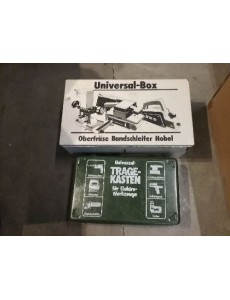 Universal-Box
Oberfräse Bandschleifer Hobel
Universal-
TRAGE-
KASTEN
für Elektro-
Werkzeuge